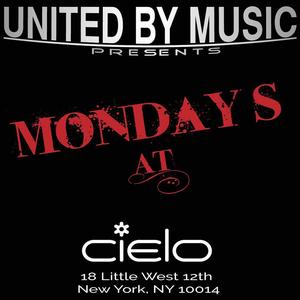 UNITED BY MUSIC
PRESENTS
MONDAYS
AT
cielo
18 Little West 12th
New York, NY 10014